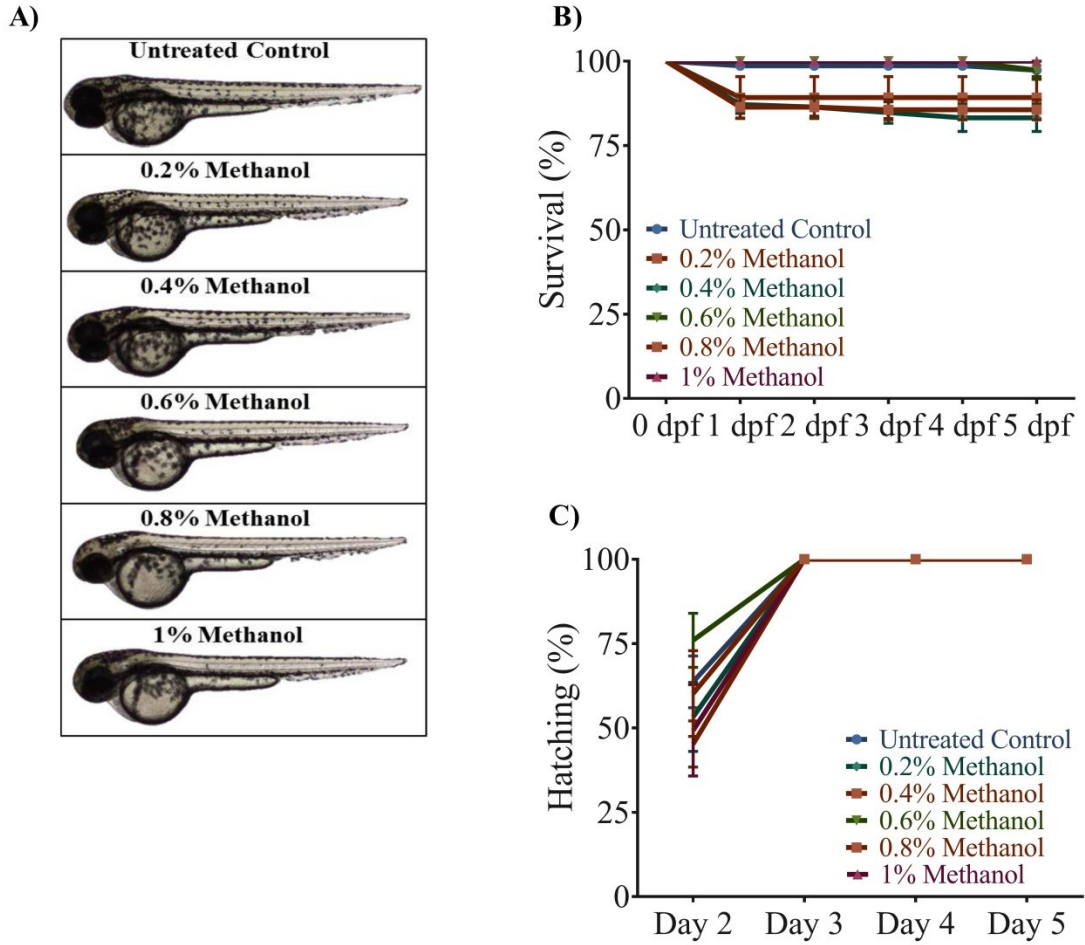 A)
Untreated Control
0.2% Methanol
0.4% Methanol
0.6% Methanol
0.8% Methanol
1% Methanol
B)
Survival (%)
100
75
50
25
0
Untreated Control
0.2% Methanol
0.4% Methanol
0.6% Methanol
0.8% Methanol
1% Methanol
0 dpf 1 dpf 2 dpf 3 dpf 4 dpf 5 dpf
C)
Hatching (%)
100
75
50
25
0
Untreated Control
0.2% Methanol
0.4% Methanol
0.6% Methanol
0.8% Methanol
1% Methanol
Day 2 Day 3 Day 4 Day 5